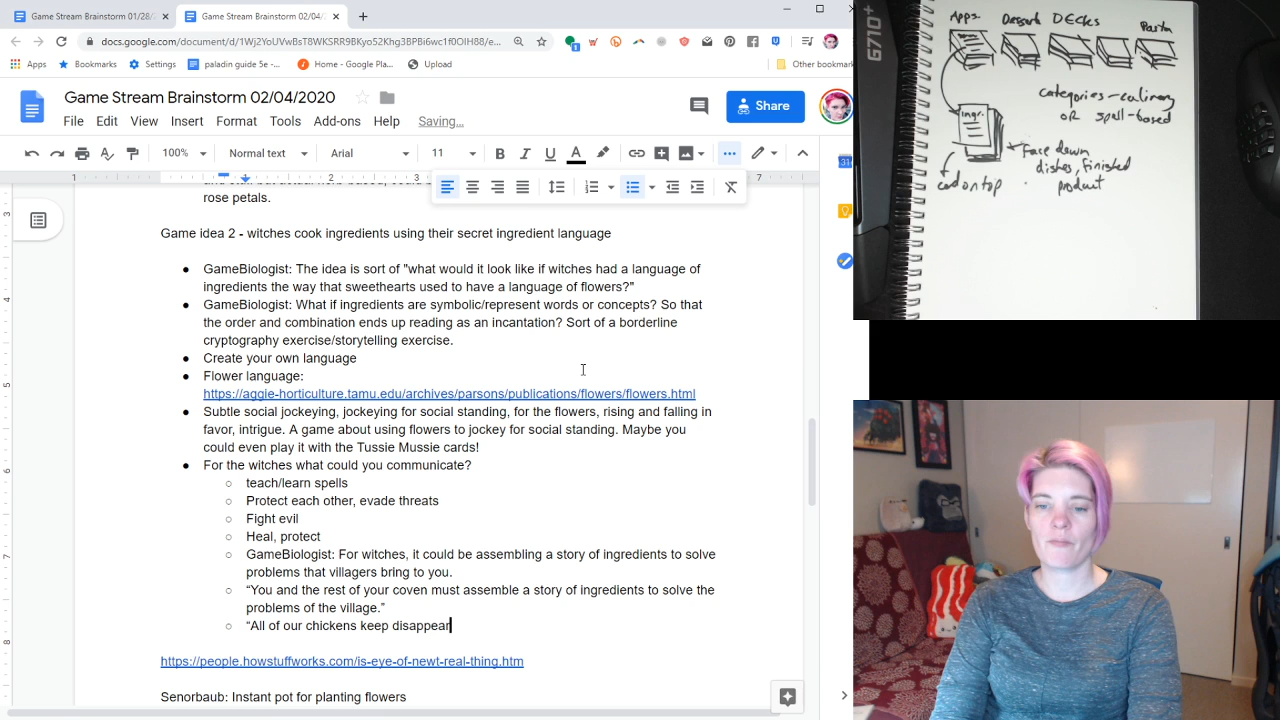 Game Stream Brainstorm 01/28/
Game Stream Brainstorm 02/04/
docs.google.com/document/d/1Wj2YCJVwBsT8WKSRR9BKyo52Khg3BPBi6wc1f0OIH88/e...
Apps
Bookmarks
paladin guide 5e -...
Home - Google Pla...
Upload
Other bookmark
Game Stream Brainstorm 02/04/2020
File Edit View Insert Format Tools Add-ons Help Saving...
Share
100% Normal text Arial 11
rose petals.
Game idea 2 - witches cook ingredients using their secret ingredient language
● GameBiologist: The idea is sort of "what would it look like if witches had a language of
ingredients the way that sweethearts used to have a language of flowers?"
● GameBiologist: What if ingredients are symbolic/represent words or concepts? So that
the order and combination ends up reading as an incantation? Sort of a borderline
cryptography exercise/storytelling exercise.
● Create your own language
● Flower language:
https://aggie-horticulture.tamu.edu/archives/parsons/publications/flowers/flowers.html
● Subtle social jockeying, jockeying for social standing, for the flowers, rising and falling in
favor, intrigue. A game about using flowers to jockey for social standing. Maybe you
could even play it with the Tussie Mussie cards!
● For the witches what could you communicate?
○ teach/learn spells
○ Protect each other, evade threats
○ Fight evil
○ Heal, protect
○ GameBiologist: For witches, it could be assembling a story of ingredients to solve
problems that villagers bring to you.
○ “You and the rest of your coven must assemble a story of ingredients to solve the
problems of the village.”
○ “All of our chickens keep disappear
https://people.howstuffworks.com/is-eye-of-newt-real-thing.htm
Senorbafito: Instant pot for planting flowers
G710+
Apps Dessert DECKS Pasta
categories - culinary
OR spell-based
ingr.
* Face down
dishes, finished
product
card on top